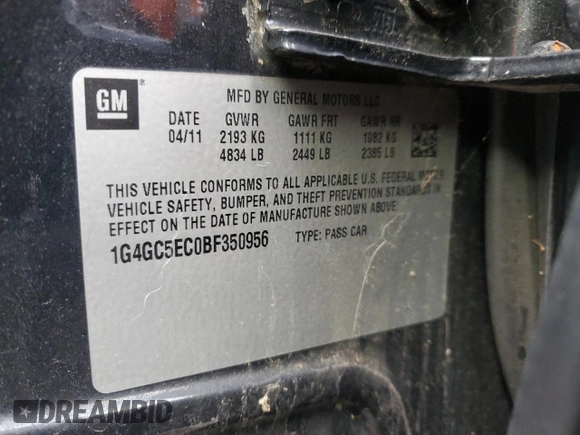 GM
MFD BY GENERAL MOTORS LLC
DATE GVWR GAWR FRT GAWR RR
04/11 2193 KG 1111 KG 1082 KG
4834 LB 2449 LB 2385 LB
THIS VEHICLE CONFORMS TO ALL APPLICABLE U.S. FEDERAL MOTOR
VEHICLE SAFETY, BUMPER, AND THEFT PREVENTION STANDARDS IN
EFFECT ON THE DATE OF MANUFACTURE SHOWN ABOVE.
1G4GC5EC0BF350956 TYPE: PASS CAR
DREAMBID